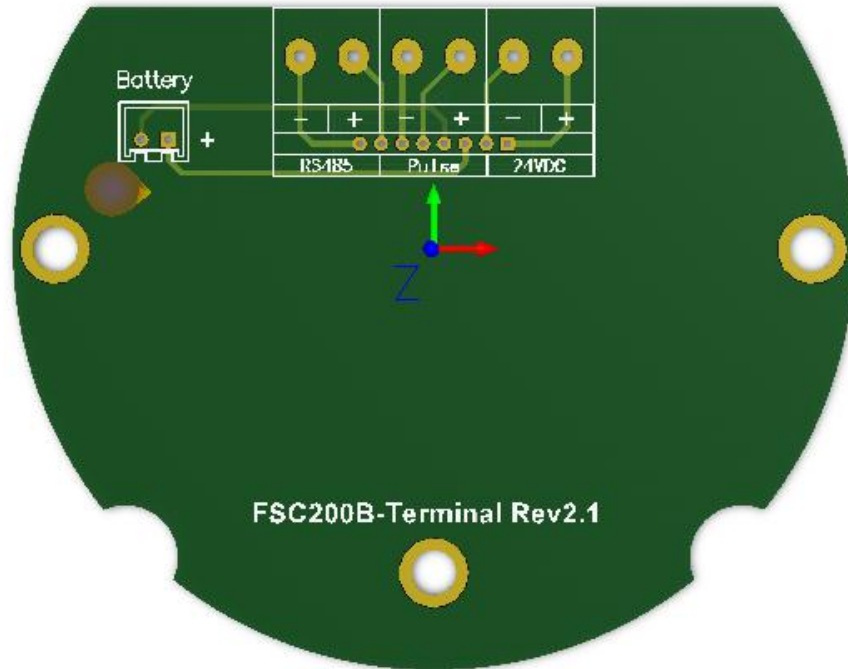 Battery
− + − + − +
+
RS485 Pulse 24VDC
Z
FSC200B-Terminal Rev2.1